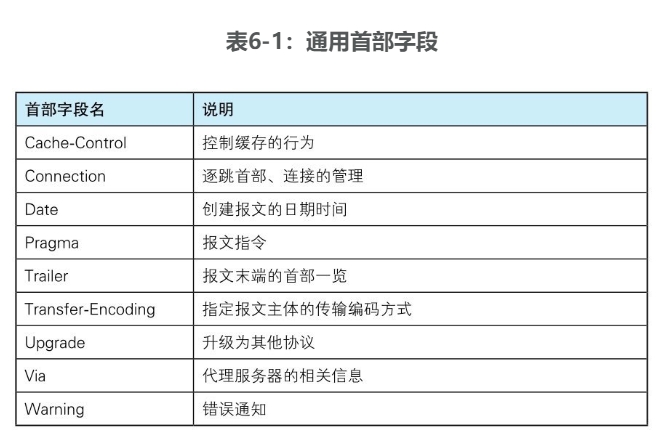 表6-1：通用首部字段
首部字段名 说明
Cache-Control 控制缓存的行为
Connection 逐跳首部、连接的管理
Date 创建报文的日期时间
Pragma 报文指令
Trailer 报文末端的首部一览
Transfer-Encoding 指定报文主体的传输编码方式
Upgrade 升级为其他协议
Via 代理服务器的相关信息
Warning 错误通知